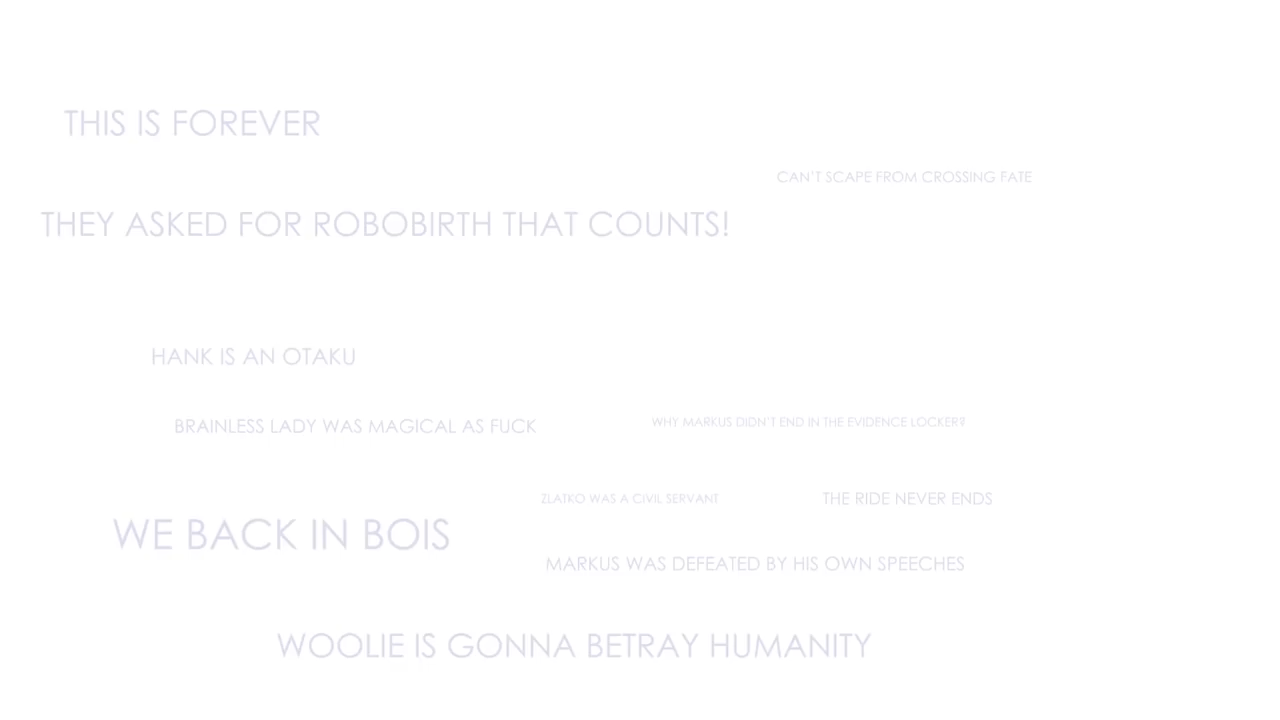 THIS IS FOREVER
CAN'T SCAPE FROM CROSSING FATE
THEY ASKED FOR ROBOBIRTH THAT COUNTS!
HANK IS AN OTAKU
BRAINLESS LADY WAS MAGICAL AS FUCK
WHY MARKUS DIDN'T END IN THE EVIDENCE LOCKER?
ZLATKO WAS A CIVIL SERVANT
THE RIDE NEVER ENDS
WE BACK IN BOIS
MARKUS WAS DEFEATED BY HIS OWN SPEECHES
WOOLIE IS GONNA BETRAY HUMANITY